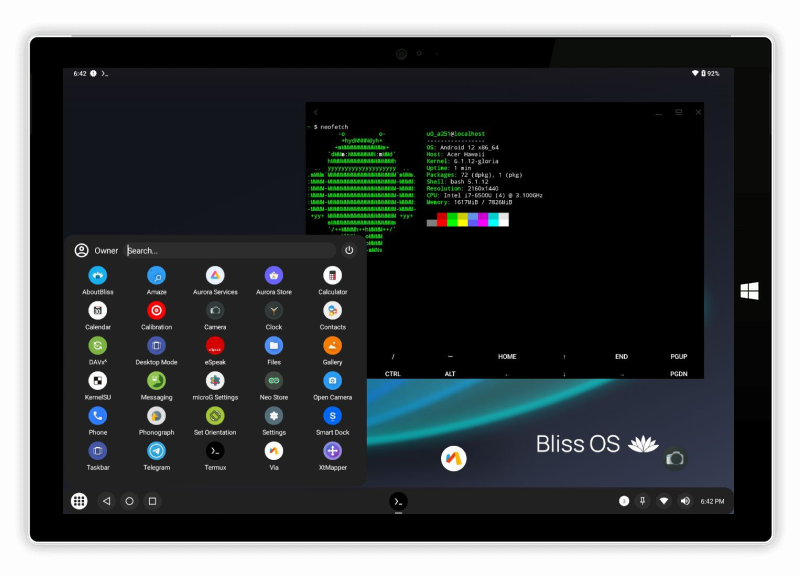 6:42
92%
~ $ neofetch
u0_a251@localhost
OS: Android 12 x86_64
Host: Acer Hawaii
Kernel: 6.1.12-gloria
Uptime: 1 min
Packages: 72 (dpkg), 1 (pkg)
Shell: bash 5.1.12
Resolution: 2160x1440
CPU: Intel i7-6500U (4) @ 3.100GHz
Memory: 1617MiB / 7826MiB
/ — HOME ↑ END PGUP
CTRL ALT ← ↓ → PGDN
Owner Search...
AboutBliss Amaze Aurora Services Aurora Store Calculator
Calendar Calibration Camera Clock Contacts
DAVx⁵ Desktop Mode eSpeak Files Gallery
KernelSU Messaging microG Settings Neo Store Open Camera
Phone Phonograph Set Orientation Settings Smart Dock
Taskbar Telegram Termux Via XtMapper
Bliss OS
6:42 PM